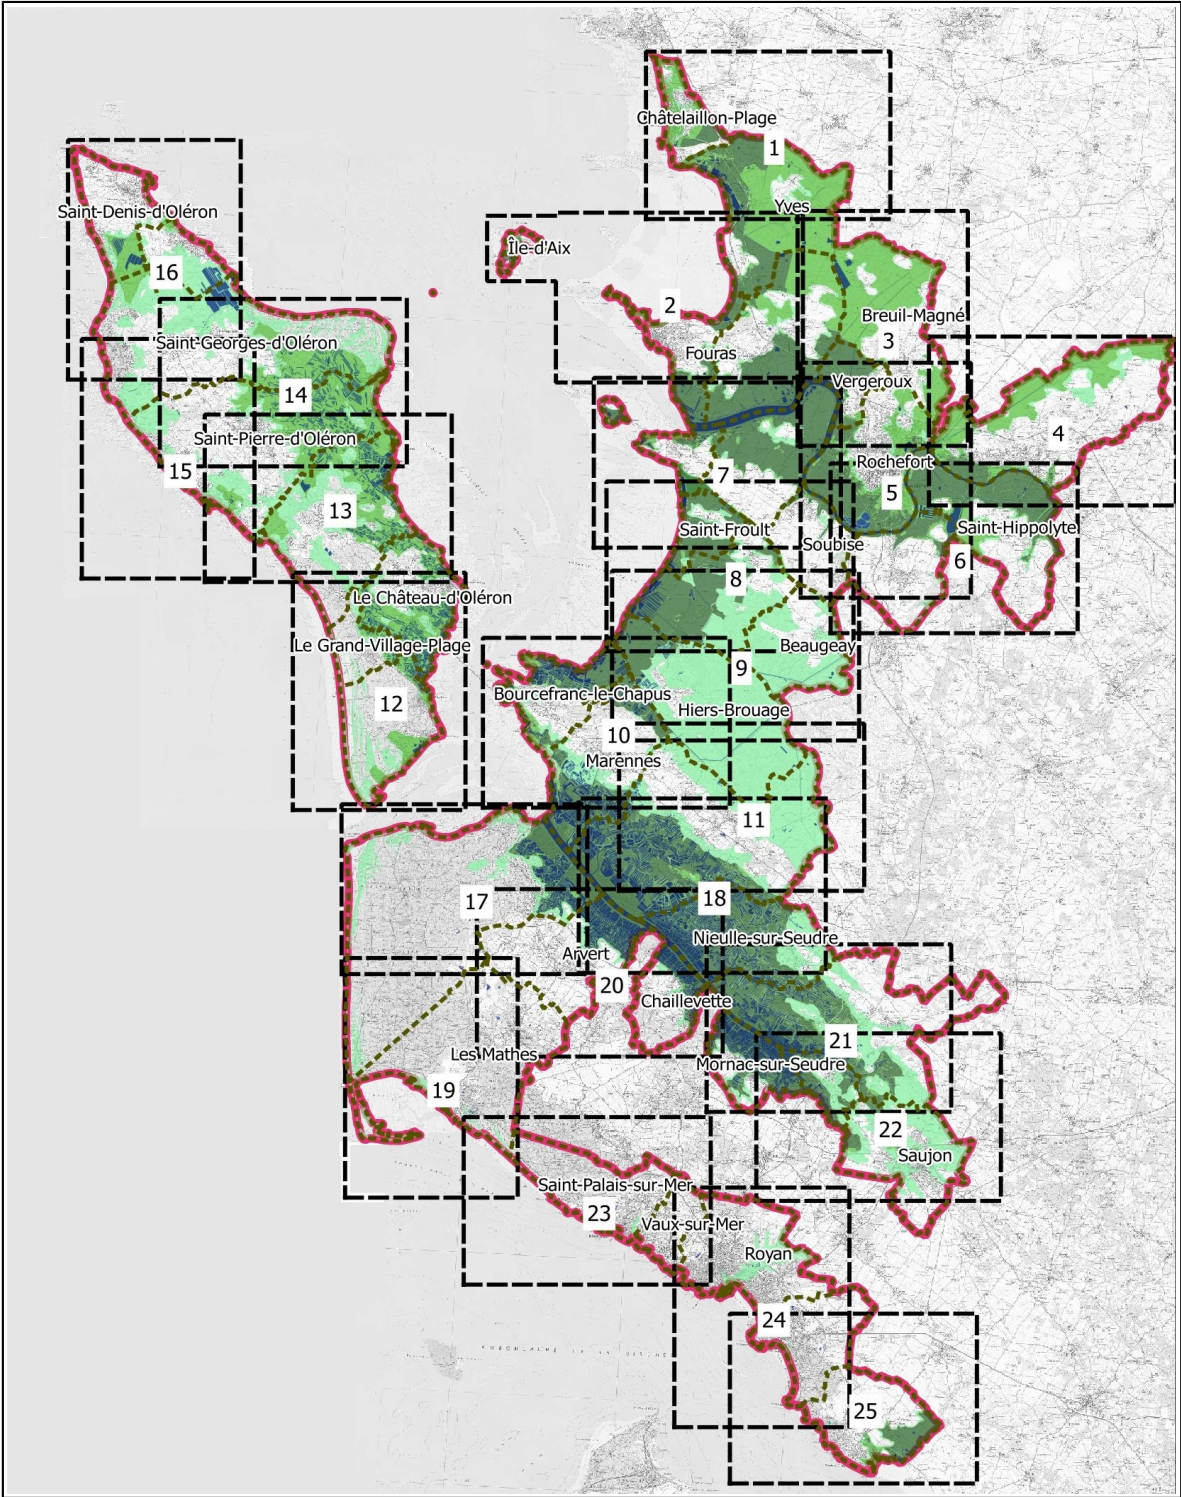 Châtelaillon-Plage
1
Yves
Saint-Denis-d'Oléron
16
Île-d'Aix
2
Breuil-Magné
3
Saint-Georges-d'Oléron
Fouras
Vergeroux
14
4
Saint-Pierre-d'Oléron
15
7
Rochefort
5
13
Saint-Froult
Saint-Hippolyte
Soubise
6
8
Le Château-d'Oléron
Le Grand-Village-Plage
Beaugeay
9
Bourcefranc-le-Chapus
12
Hiers-Brouage
10
Marennes
11
17
18
Nieulle-sur-Seudre
Arvert
20
Chaillevette
21
Les Mathes
Mornac-sur-Seudre
19
22
Saujon
Saint-Palais-sur-Mer
23
Vaux-sur-Mer
Royan
24
25